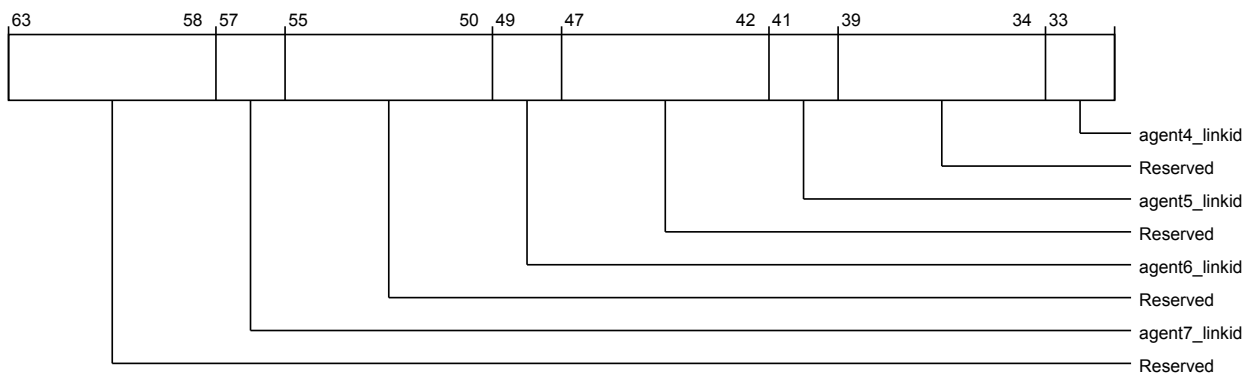 63 58 57 55 50 49 47 42 41 39 34 33
agent4_linkid
Reserved
agent5_linkid
Reserved
agent6_linkid
Reserved
agent7_linkid
Reserved